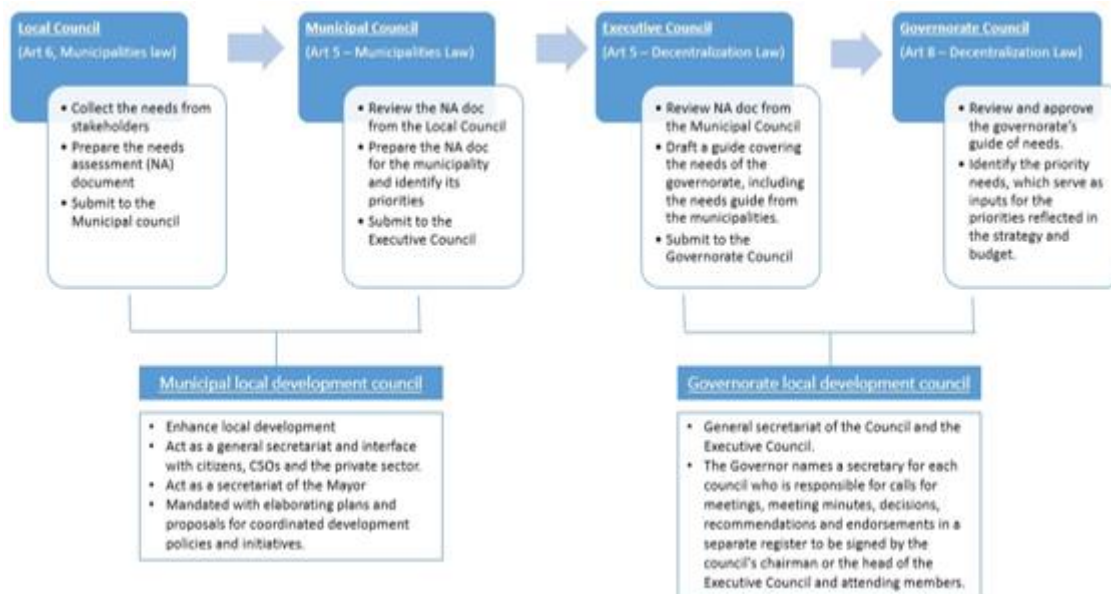 Local Council
(Art 6, Municipalities law)
• Collect the needs from
stakeholders
• Prepare the needs
assessment (NA)
document
• Submit to the
Municipal council
Municipal Council
(Art 5 – Municipalities Law)
• Review the NA doc
from the Local Council
• Prepare the NA doc
for the municipality
and identify its
priorities
• Submit to the
Executive Council
Executive Council
(Art 5 – Decentralization Law)
• Review NA doc from
the Municipal Council
• Draft a guide covering
the needs of the
governorate, including
the needs guide from
the municipalities.
• Submit to the
Governorate Council
Governorate Council
(Art 8 – Decentralization Law)
• Review and approve
the governorate's
guide of needs.
• Identify the priority
needs, which serve as
inputs for the
priorities reflected in
the strategy and
budget.
Municipal local development council
• Enhance local development
• Act as a general secretariat and interface
with citizens, CSOs and the private sector.
• Act as a secretariat of the Mayor
• Mandated with elaborating plans and
proposals for coordinated development
policies and initiatives.
Governorate local development council
• General secretariat of the Council and the
Executive Council.
• The Governor names a secretary for each
council who is responsible for calls for
meetings, meeting minutes, decisions,
recommendations and endorsements in a
separate register to be signed by the
council's chairman or the head of the
Executive Council and attending members.